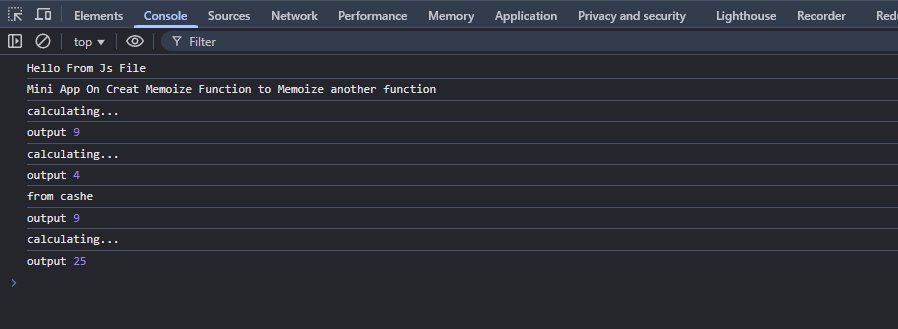 Elements Console Sources Network Performance Memory Application Privacy and security Lighthouse Recorder Redu
top Filter
Hello From Js File
Mini App On Creat Memoize Function to Memoize another function
calculating...
output 9
calculating...
output 4
from cashe
output 9
calculating...
output 25